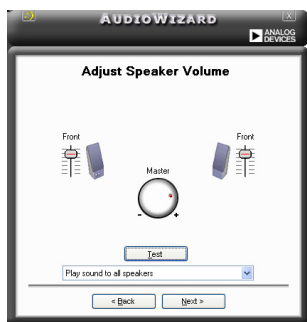 AudioWizard
ANALOG
DEVICES
Adjust Speaker Volume
Front
Front
Master
- +
Test
Play sound to all speakers
< Back
Next >